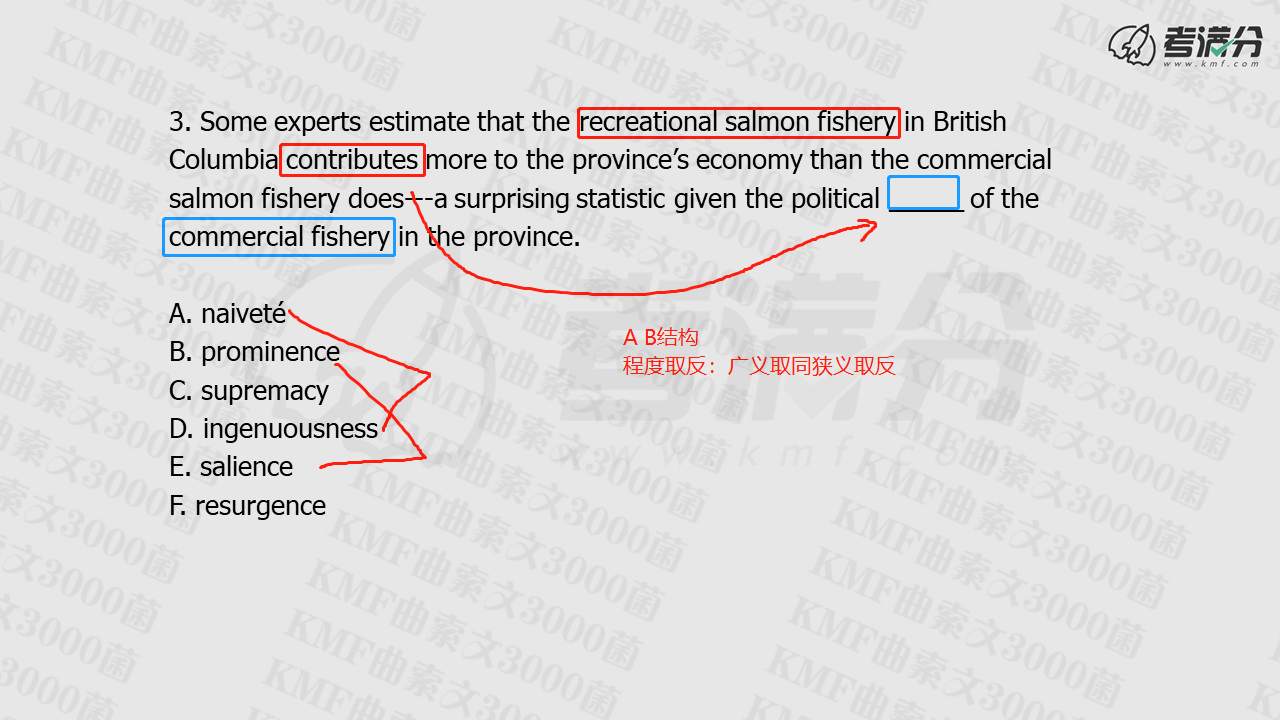 考满分
www.kmf.com
3. Some experts estimate that the recreational salmon fishery in British
Columbia contributes more to the province's economy than the commercial
salmon fishery does---a surprising statistic given the political ______ of the
commercial fishery in the province.
A. naiveté
B. prominence
C. supremacy
D. ingenuousness
E. salience
F. resurgence
A B结构
程度取反：广义取同狭义取反
KMF曲索文3000菌